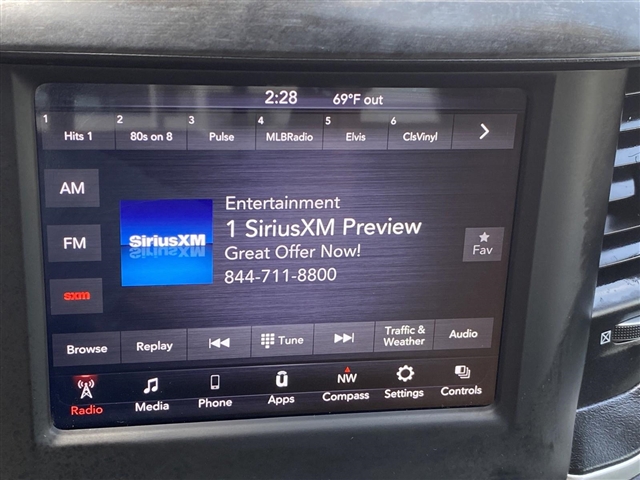 2:28 69°F out
1 Hits 1 2 80s on 8 3 Pulse 4 MLBRadio 5 Elvis 6 ClsVinyl
AM
FM
sxm
SiriusXM
Entertainment
1 SiriusXM Preview
Great Offer Now!
844-711-8800
Fav
Browse Replay Tune Traffic &
Weather Audio
NW
Radio Media Phone Apps Compass Settings Controls